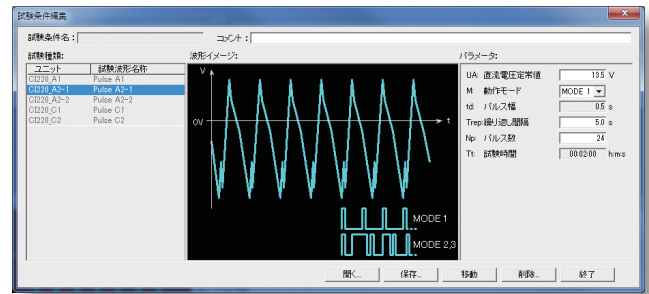 試験条件編集
試験条件名： コメント：
試験種類： 波形イメージ： パラメータ：
ユニット 試験波形名称
CI220_A1 Pulse A1
CI220_A2-1 Pulse A2-1
CI220_A2-2 Pulse A2-2
CI220_C1 Pulse C1
CI220_C2 Pulse C2
V
0V
t
MODE 1
MODE 2,3
UA: 直流電圧定常値 13.5 V
M: 動作モード MODE 1
td: パルス幅 0.5 s
Trep:繰り返し間隔 5.0 s
Np: パルス数 24
Tt: 試験時間 00:02:00 h:m:s
開く... 保存... 移動 削除... 終了